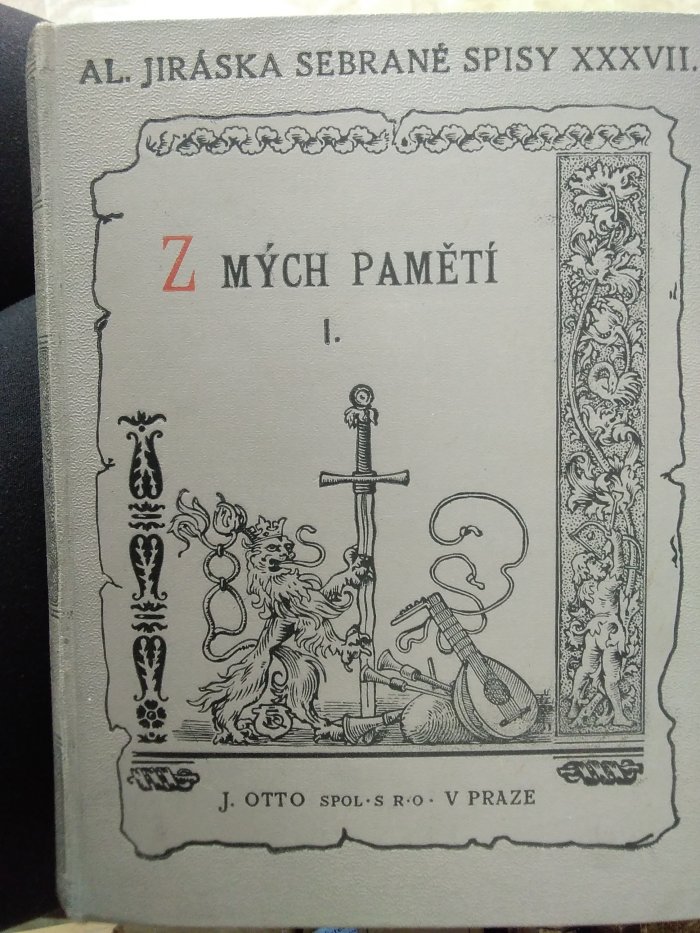 AL. JIRÁSKA SEBRANÉ SPISY XXXVII.
Z MÝCH PAMĚTÍ
I.
J. OTTO SPOL·S R·O· V PRAZE